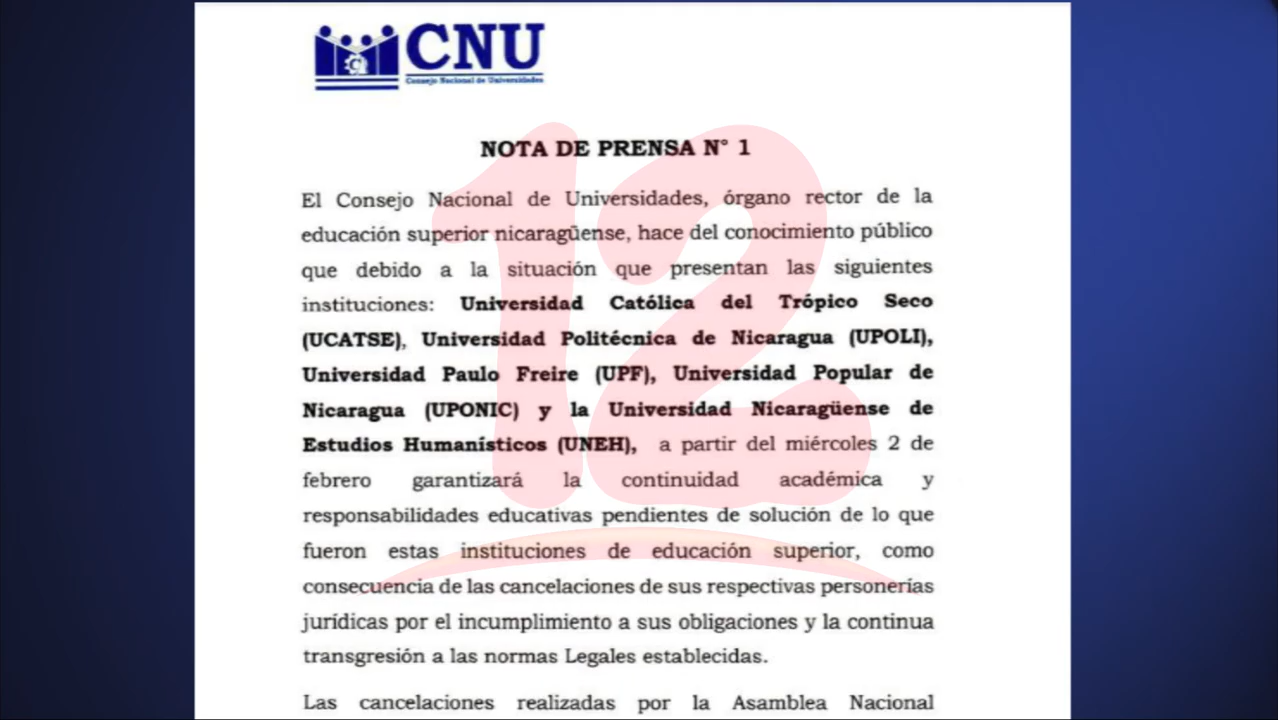 CNU
Consejo Nacional de Universidades
NOTA DE PRENSA N° 1
El Consejo Nacional de Universidades, órgano rector de la
educación superior nicaragüense, hace del conocimiento público
que debido a la situación que presentan las siguientes
instituciones: Universidad Católica del Trópico Seco
(UCATSE), Universidad Politécnica de Nicaragua (UPOLI),
Universidad Paulo Freire (UPF), Universidad Popular de
Nicaragua (UPONIC) y la Universidad Nicaragüense de
Estudios Humanísticos (UNEH), a partir del miércoles 2 de
febrero garantizará la continuidad académica y
responsabilidades educativas pendientes de solución de lo que
fueron estas instituciones de educación superior, como
consecuencia de las cancelaciones de sus respectivas personerías
jurídicas por el incumplimiento a sus obligaciones y la continua
transgresión a las normas Legales establecidas.
Las cancelaciones realizadas por la Asamblea Nacional
12